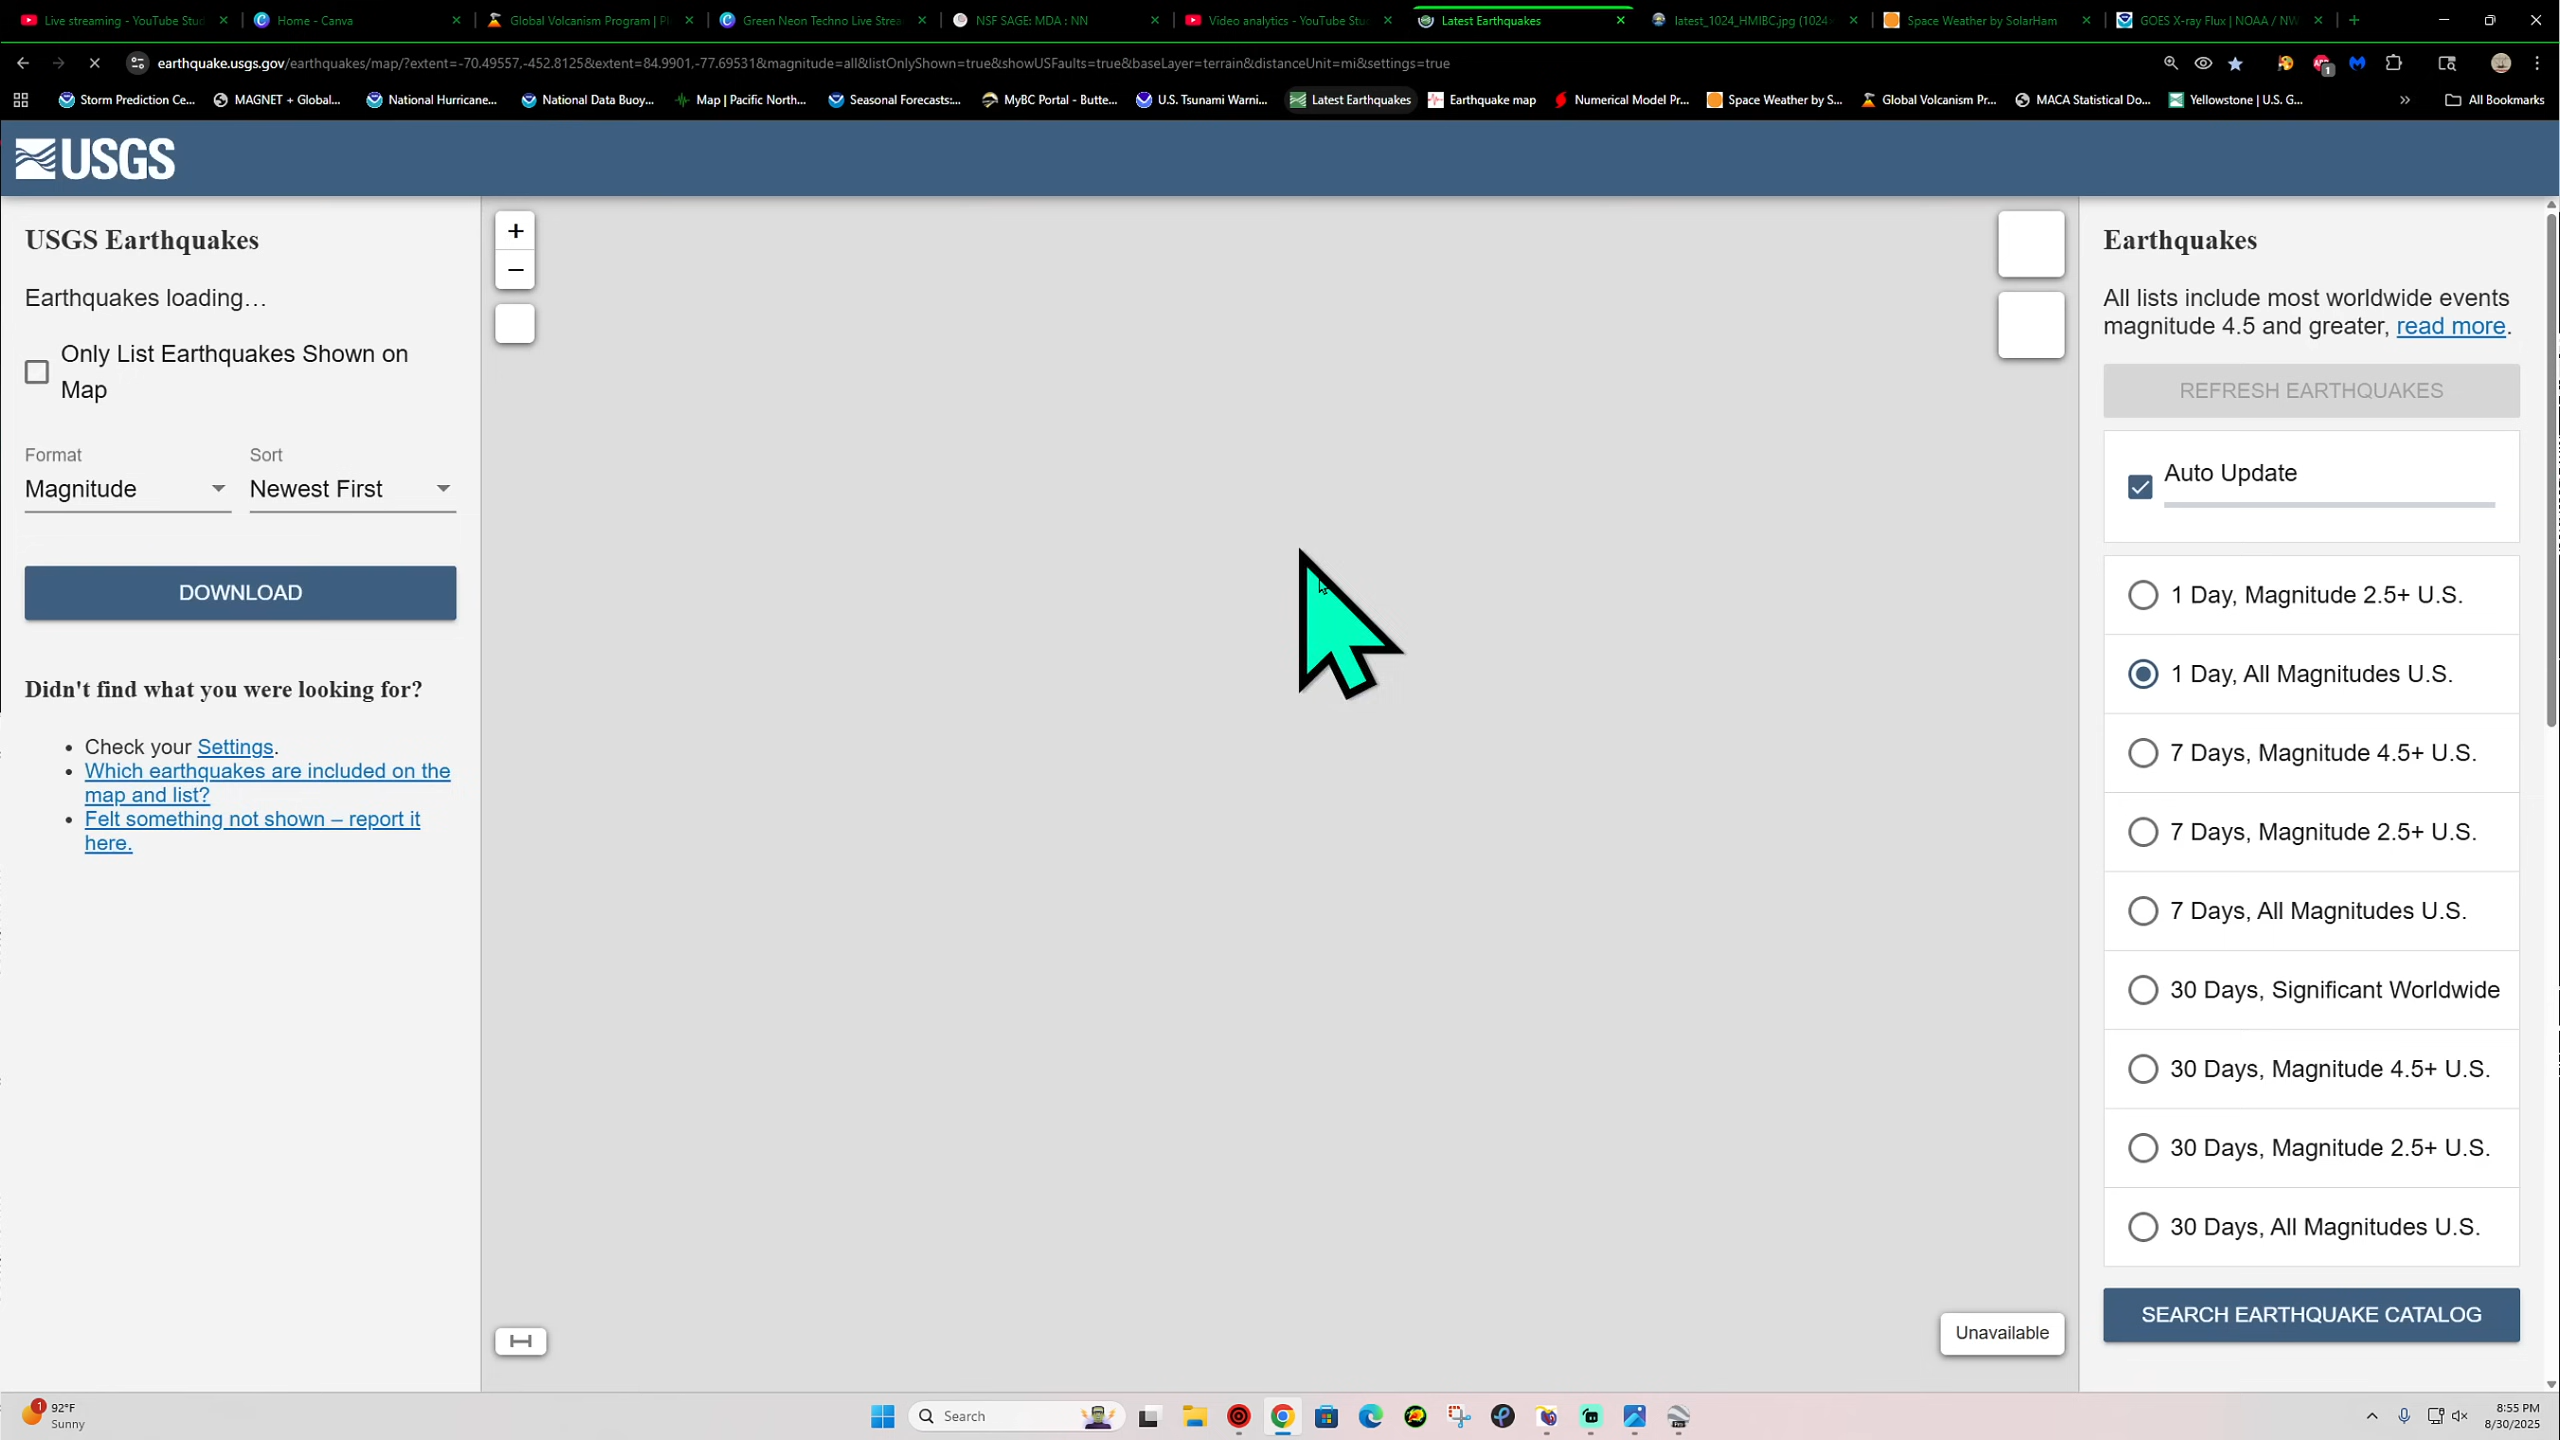 Live streaming - YouTube Stud
Home - Canva
Global Volcanism Program | Pi
Green Neon Techno Live Strea
NSF SAGE: MDA : NN
Video analytics - YouTube Stud
Latest Earthquakes
latest_1024_HMIBC.jpg (1024×
Space Weather by SolarHam
GOES X-ray Flux | NOAA / NW
earthquake.usgs.gov/earthquakes/map/?extent=-70.49557,-452.8125&extent=84.9901,-77.69531&magnitude=all&listOnlyShown=true&showUSFaults=true&baseLayer=terrain&distanceUnit=mi&settings=true
1
Storm Prediction Ce...
MAGNET + Global...
National Hurricane...
National Data Buoy...
Map | Pacific North...
Seasonal Forecasts:...
MyBC Portal - Butte...
U.S. Tsunami Warni...
Latest Earthquakes
Earthquake map
Numerical Model Pr...
Space Weather by S...
Global Volcanism Pr...
MACA Statistical Do...
Yellowstone | U.S. G...
All Bookmarks
USGS
USGS Earthquakes
Earthquakes loading…
Only List Earthquakes Shown on
Map
Format
Sort
Magnitude
Newest First
DOWNLOAD
Didn't find what you were looking for?
Check your Settings.
Which earthquakes are included on the
map and list?
Felt something not shown – report it
here.
+
−
Unavailable
Earthquakes
All lists include most worldwide events
magnitude 4.5 and greater, read more.
REFRESH EARTHQUAKES
Auto Update
1 Day, Magnitude 2.5+ U.S.
1 Day, All Magnitudes U.S.
7 Days, Magnitude 4.5+ U.S.
7 Days, Magnitude 2.5+ U.S.
7 Days, All Magnitudes U.S.
30 Days, Significant Worldwide
30 Days, Magnitude 4.5+ U.S.
30 Days, Magnitude 2.5+ U.S.
30 Days, All Magnitudes U.S.
SEARCH EARTHQUAKE CATALOG
1
92°F
Sunny
Search
8:55 PM
8/30/2025